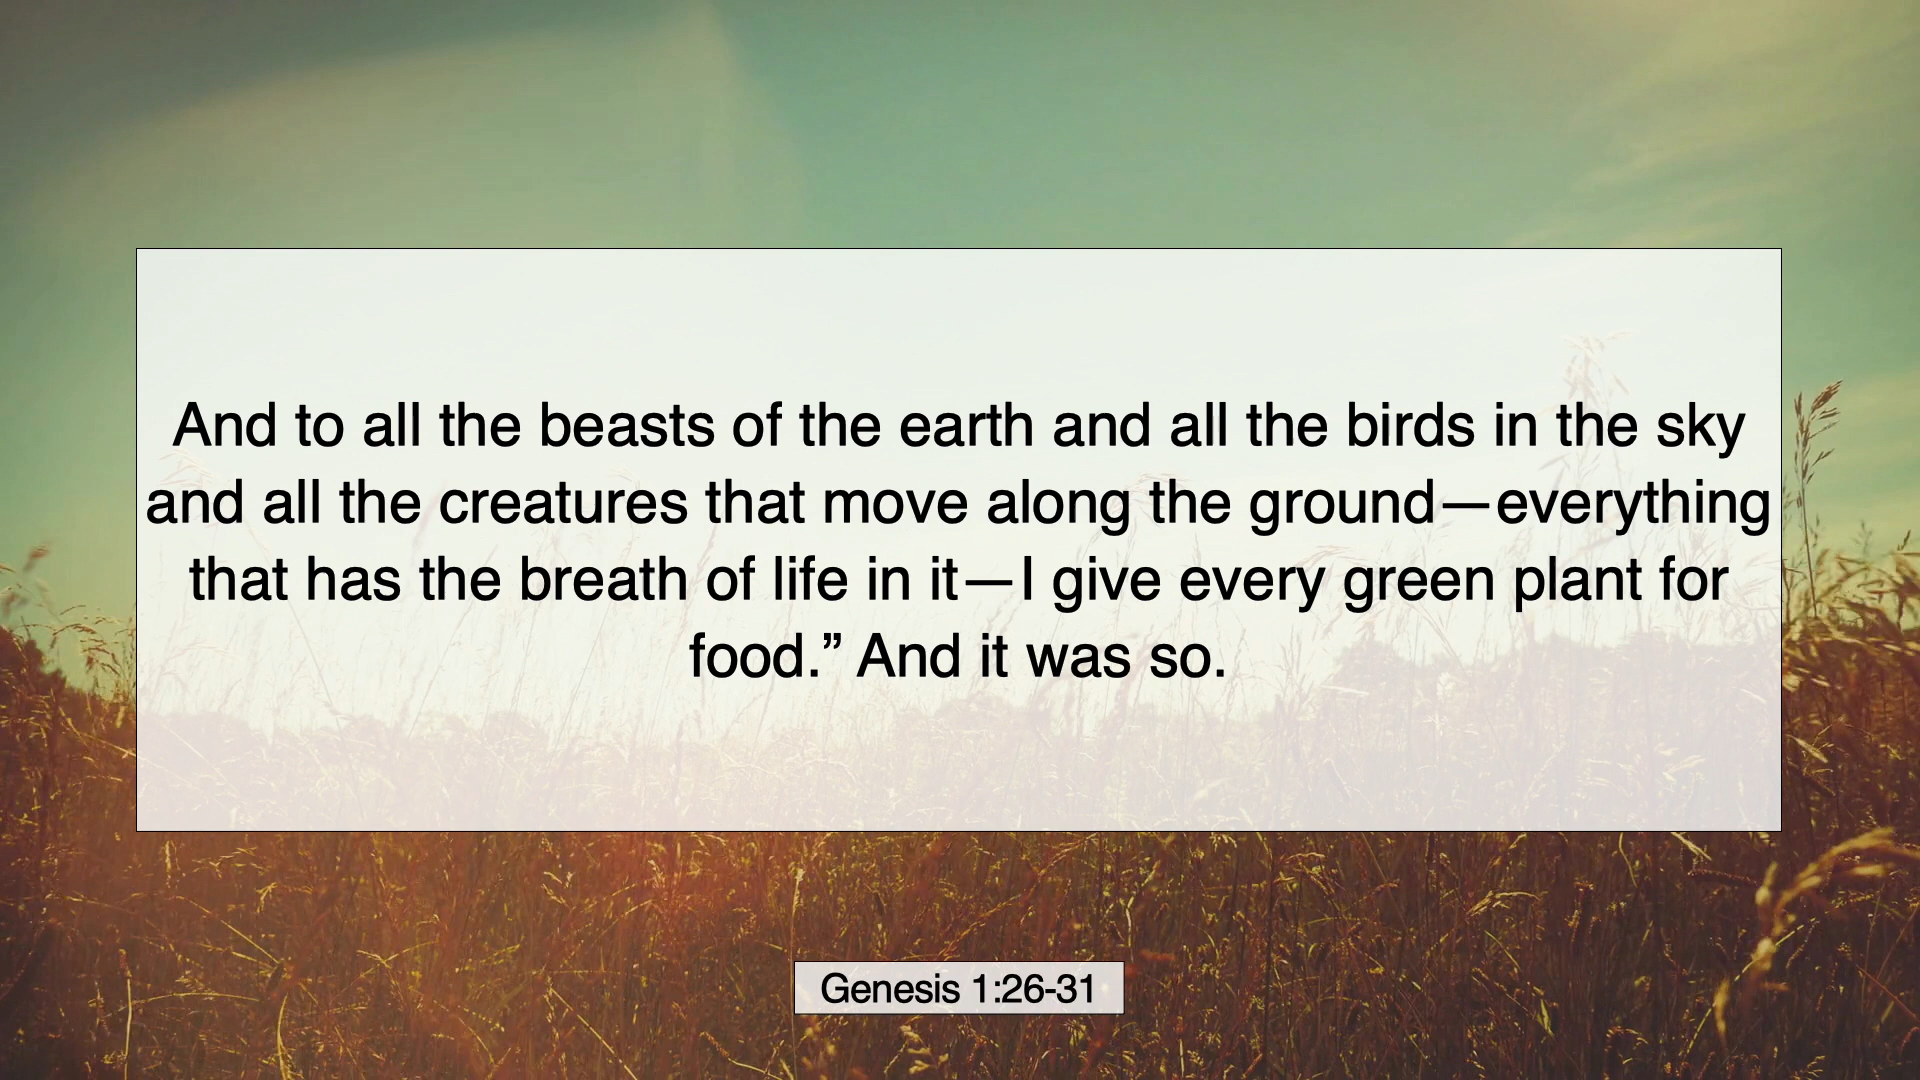 And to all the beasts of the earth and all the birds in the sky
and all the creatures that move along the ground—everything
that has the breath of life in it—I give every green plant for
food.” And it was so.
Genesis 1:26-31